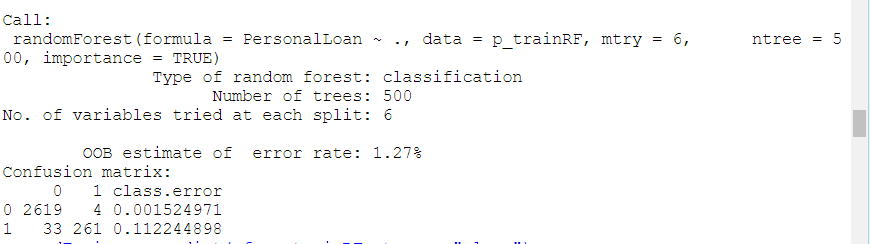 Call:
 randomForest(formula = PersonalLoan ~ ., data = p_trainRF, mtry = 6,      ntree = 5
00, importance = TRUE)
               Type of random forest: classification
                     Number of trees: 500
No. of variables tried at each split: 6
        OOB estimate of  error rate: 1.27%
Confusion matrix:
     0   1 class.error
0 2619   4 0.001524971
1   33 261 0.112244898